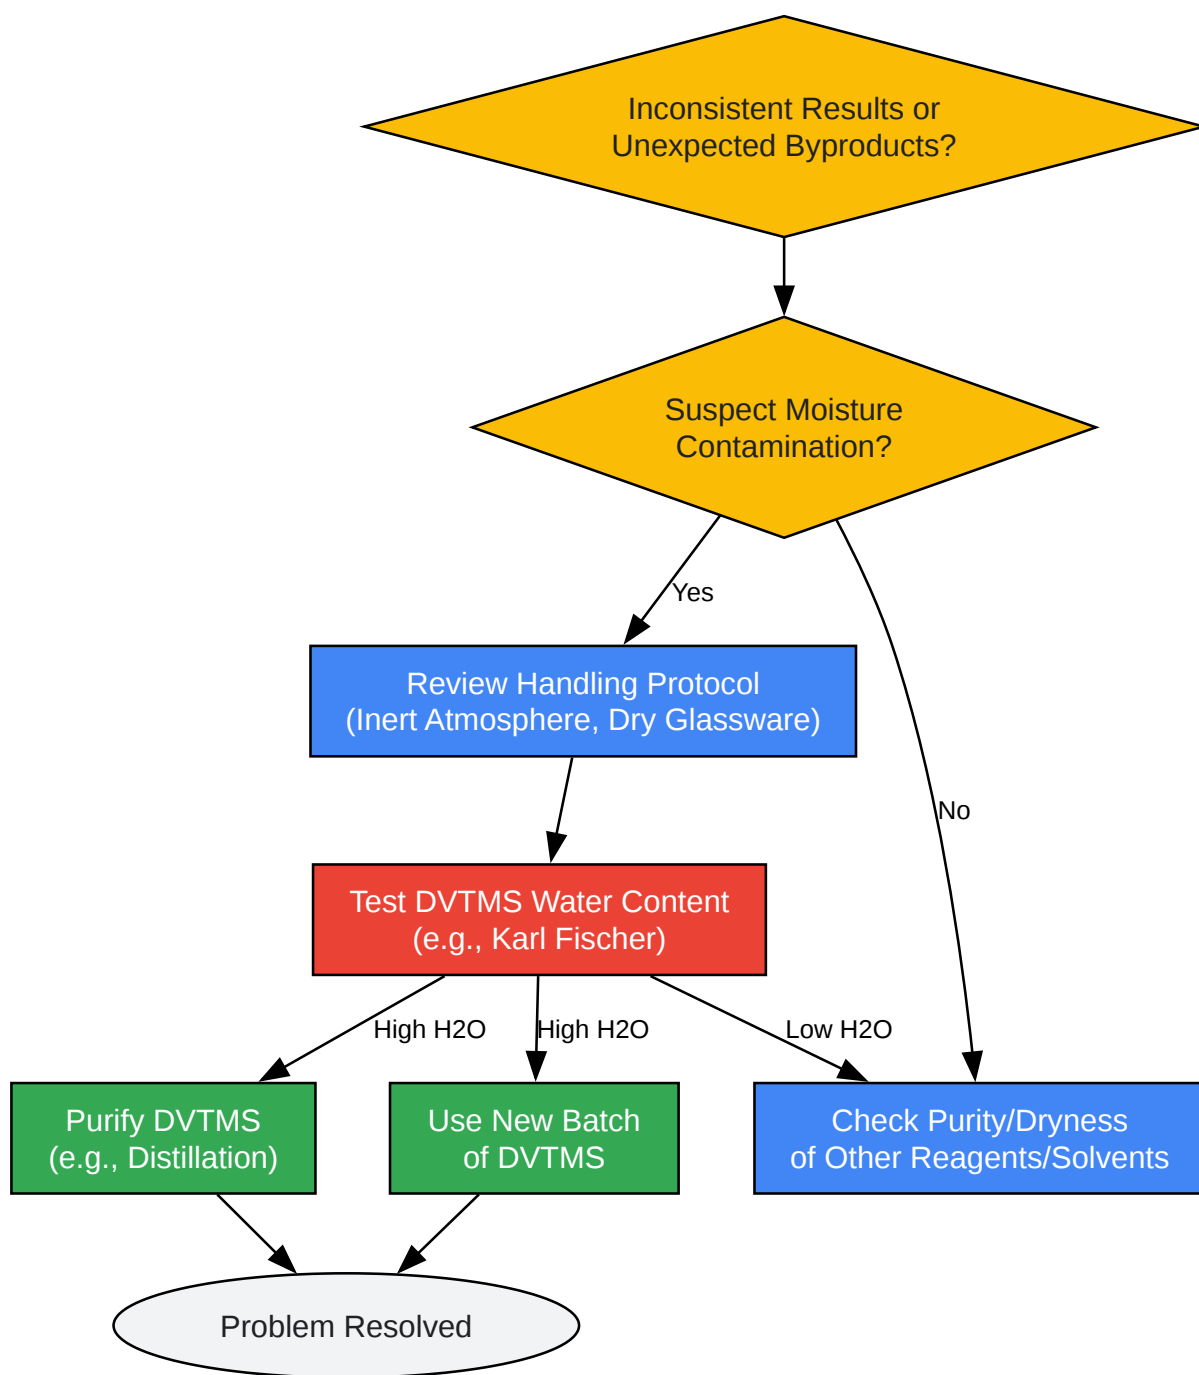 Inconsistent Results or
Unexpected Byproducts?
Suspect Moisture
Contamination?
Yes
Review Handling Protocol
(Inert Atmosphere, Dry Glassware)
No
Test DVTMS Water Content
(e.g., Karl Fischer)
High H2O
High H2O
Low H2O
Purify DVTMS
(e.g., Distillation)
Use New Batch
of DVTMS
Check Purity/Dryness
of Other Reagents/Solvents
Problem Resolved